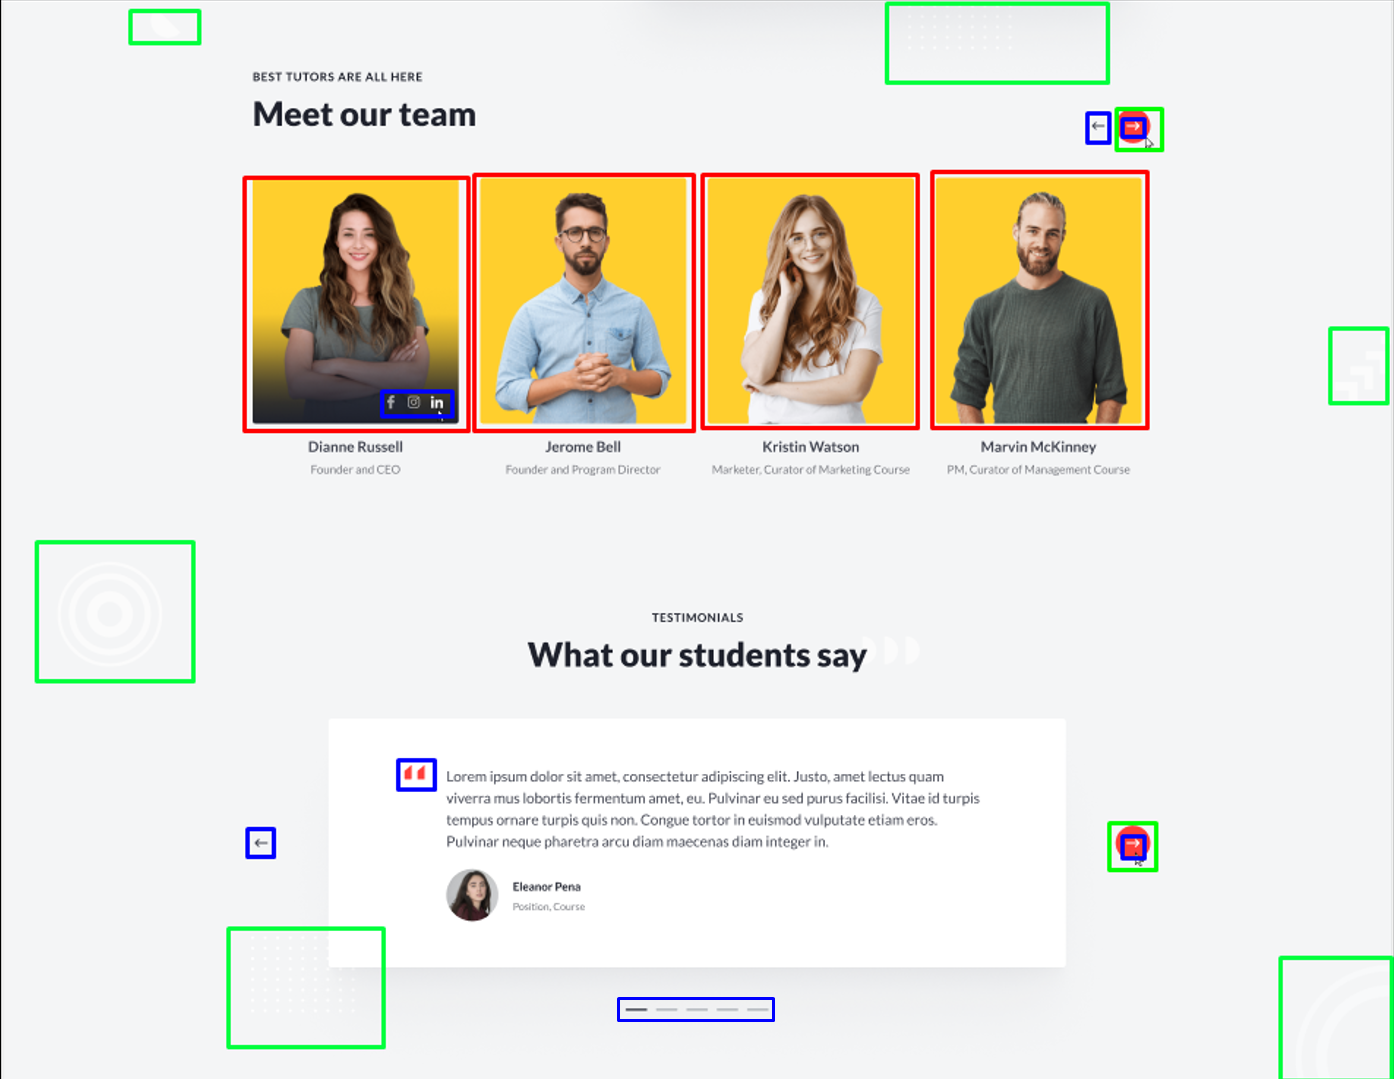 BEST TUTORS ARE ALL HERE
Meet our team
Dianne Russell
Founder and CEO
Jerome Bell
Founder and Program Director
Kristin Watson
Marketer, Curator of Marketing Course
Marvin McKinney
PM, Curator of Management Course
TESTIMONIALS
What our students say
Lorem ipsum dolor sit amet, consectetur adipiscing elit. Justo, amet lectus quam
viverra mus lobortis fermentum amet, eu. Pulvinar eu sed purus facilisi. Vitae id turpis
tempus ornare turpis quis non. Congue tortor in euismod vulputate etiam eros.
Pulvinar neque pharetra arcu diam maecenas diam integer in.
Eleanor Pena
Position, Course